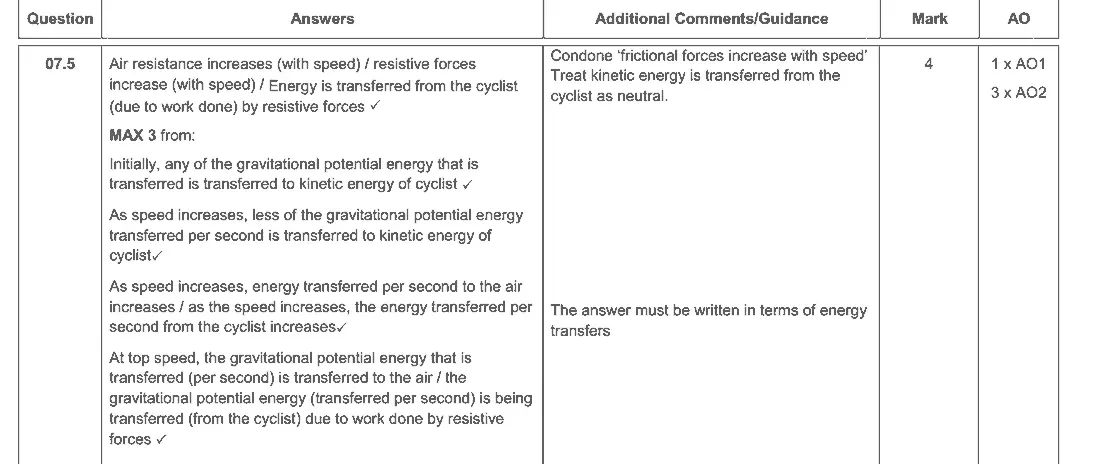 Question Answers Additional Comments/Guidance Mark AO
07.5
Air resistance increases (with speed) / resistive forces
increase (with speed) / Energy is transferred from the cyclist
(due to work done) by resistive forces ✓
MAX 3 from:
Initially, any of the gravitational potential energy that is
transferred is transferred to kinetic energy of cyclist ✓
As speed increases, less of the gravitational potential energy
transferred per second is transferred to kinetic energy of
cyclist✓
As speed increases, energy transferred per second to the air
increases / as the speed increases, the energy transferred per
second from the cyclist increases✓
At top speed, the gravitational potential energy that is
transferred (per second) is transferred to the air / the
gravitational potential energy (transferred per second) is being
transferred (from the cyclist) due to work done by resistive
forces ✓
Condone ‘frictional forces increase with speed’
Treat kinetic energy is transferred from the
cyclist as neutral.
The answer must be written in terms of energy
transfers
4
1 x AO1
3 x AO2